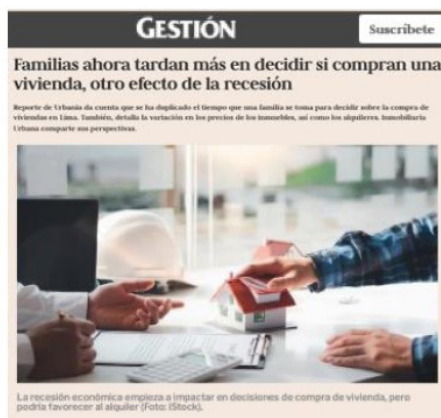 GESTIÓN
Suscríbete
Familias ahora tardan más en decidir si compran una
vivienda, otro efecto de la recesión
Reporte de Urbania da cuenta que se ha duplicado el tiempo que una familia se toma para decidir sobre la compra de
viviendas en Lima. También, detalla la variación en los precios de los inmuebles, así como los alquileres. Inmobiliaria
Urbana comparte sus perspectivas.
La recesión económica empieza a impactar en decisiones de compra de vivienda, pero
podría favorecer al alquiler (Foto: iStock).